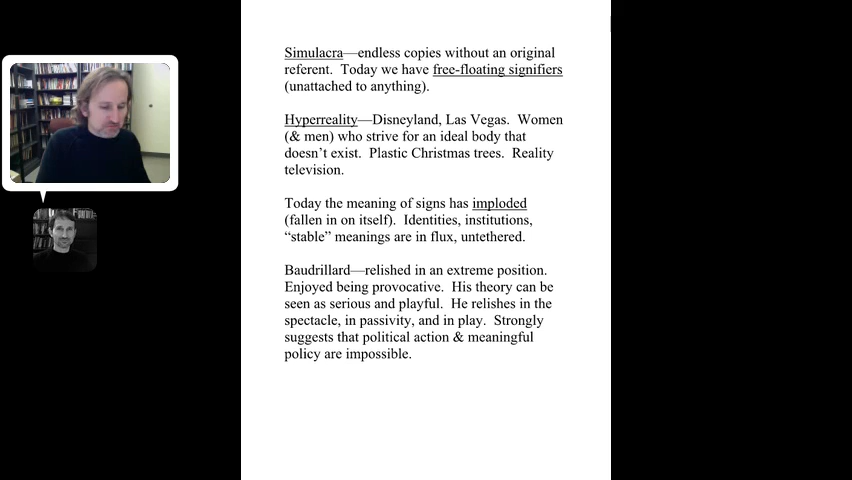 Simulacra—endless copies without an original
referent.  Today we have free-floating signifiers
(unattached to anything).
Hyperreality—Disneyland, Las Vegas.  Women
(& men) who strive for an ideal body that
doesn’t exist.  Plastic Christmas trees.  Reality
television.
Today the meaning of signs has imploded
(fallen in on itself).  Identities, institutions,
“stable” meanings are in flux, untethered.
Baudrillard—relished in an extreme position.
Enjoyed being provocative.  His theory can be
seen as serious and playful.  He relishes in the
spectacle, in passivity, and in play.  Strongly
suggests that political action & meaningful
policy are impossible.